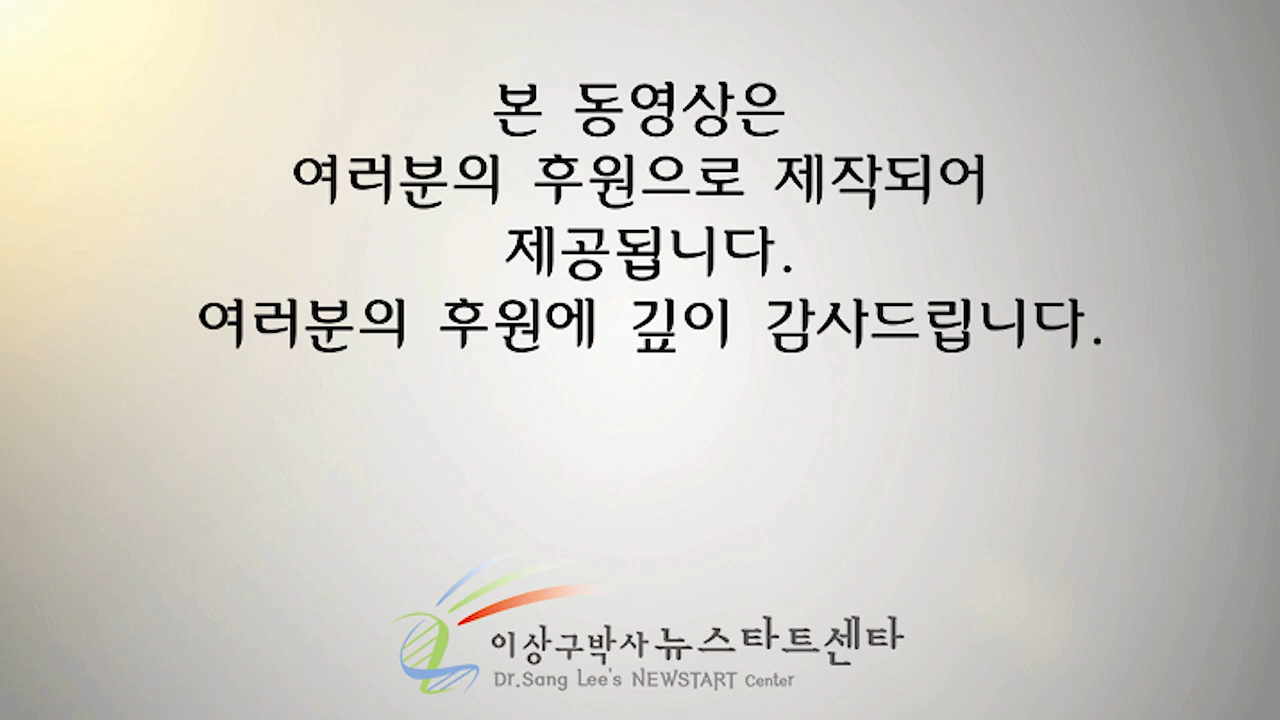 본 동영상은
여러분의 후원으로 제작되어
제공됩니다.
여러분의 후원에 깊이 감사드립니다.
이상구박사 뉴스타트센타
Dr.Sang Lee's NEWSTART Center